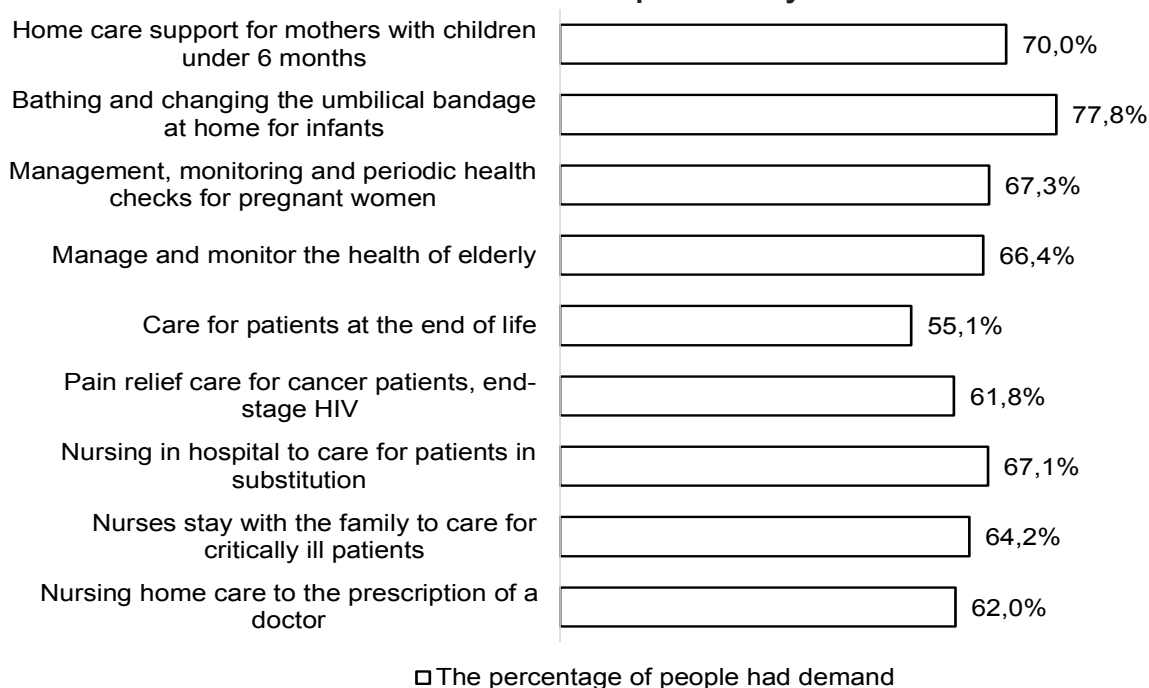 Home care support for mothers with children
under 6 months
70,0%
Bathing and changing the umbilical bandage
at home for infants
77,8%
Management, monitoring and periodic health
checks for pregnant women
67,3%
Manage and monitor the health of elderly
66,4%
Care for patients at the end of life
55,1%
Pain relief care for cancer patients, end-
stage HIV
61,8%
Nursing in hospital to care for patients in
substitution
67,1%
Nurses stay with the family to care for
critically ill patients
64,2%
Nursing home care to the prescription of a
doctor
62,0%
The percentage of people had demand